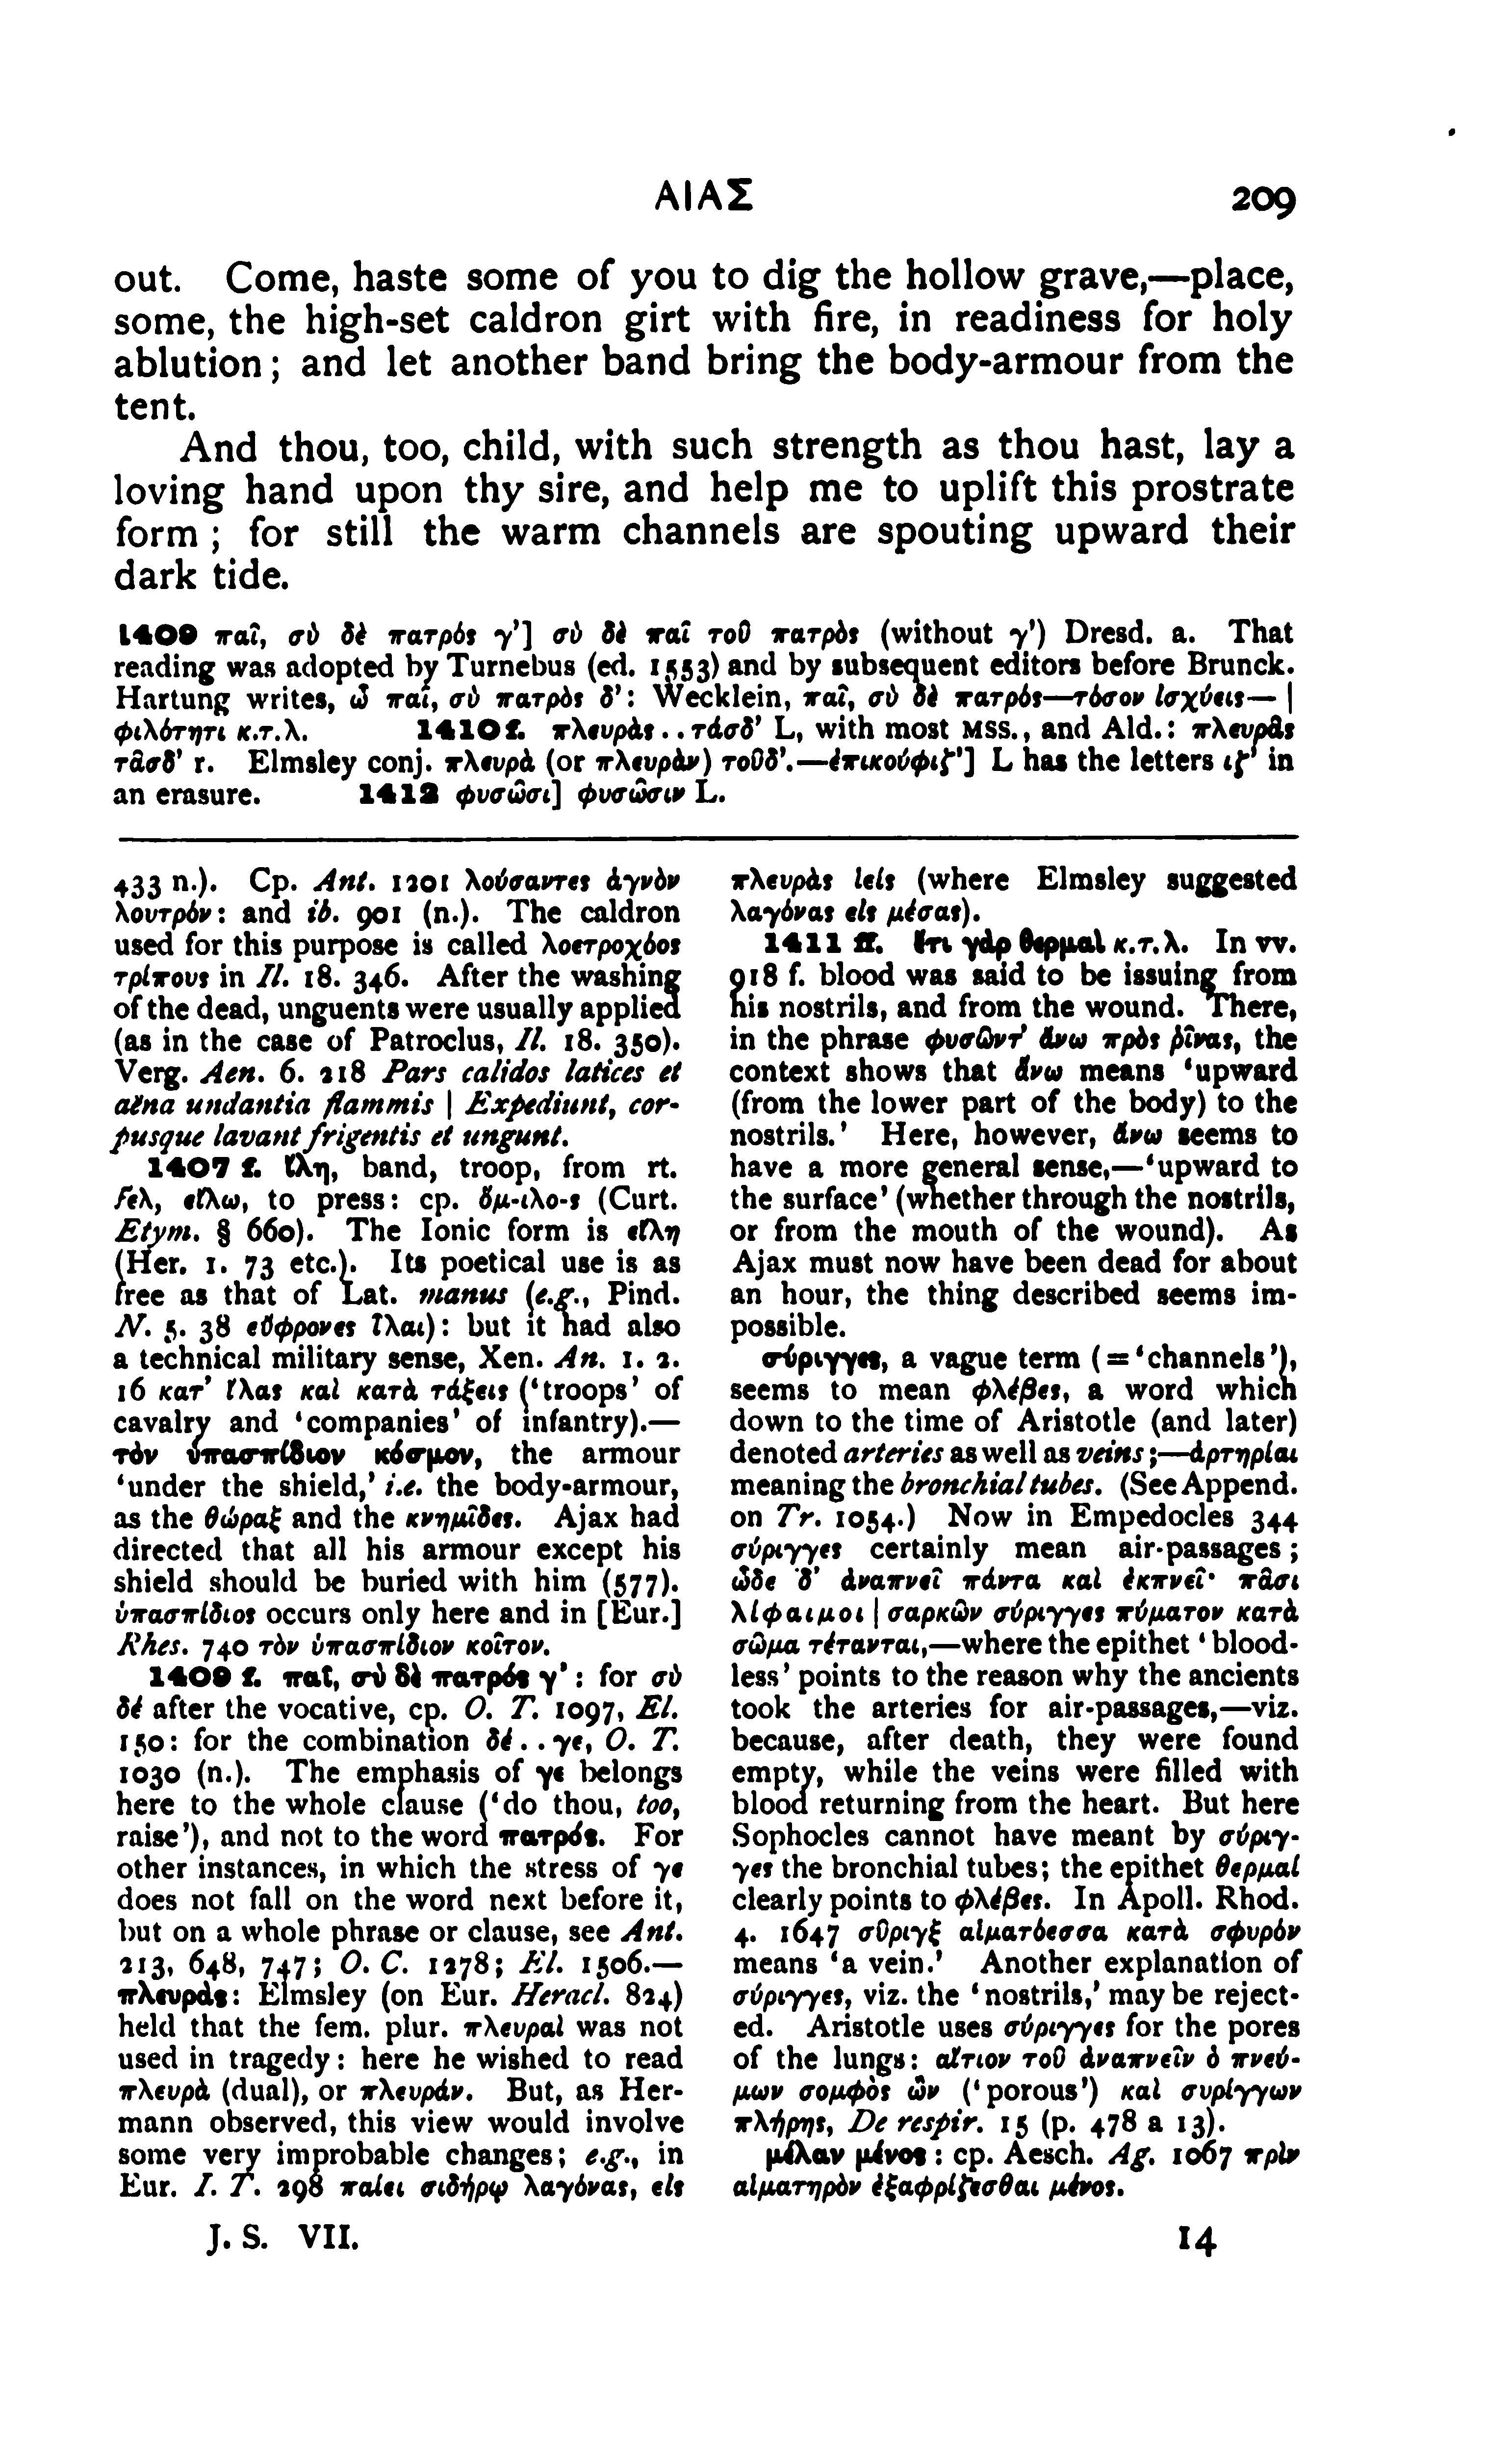 ΑΙΑΣ 209
out. Come, haste some of you to dig the hollow grave,—place,
some, the high-set caldron girt with fire, in readiness for holy
ablution; and let another band bring the body-armour from the
tent.
And thou, too, child, with such strength as thou hast, lay a
loving hand upon thy sire, and help me to uplift this prostrate
form; for still the warm channels are spouting upward their
dark tide.
1409 παῖ, σὺ δὲ πατρός γ’] σὺ δὲ παῖ τοῦ πατρὸς (without γ’) Dresd. a. That
reading was adopted by Turnebus (ed. 1553) and by subsequent editors before Brunck.
Hartung writes, ὦ παῖ, σὺ πατρὸς δ’: Wecklein, παῖ, σὺ δὲ πατρός—τόσον ἰσχύεις— |
φιλότητι κ.τ.λ. 1410 f. πλευρὰς..τάσδ’ L, with most MSS., and Ald.: πλευρᾶς
τᾶσδ’ r. Elmsley conj. πλευρὰ (or πλευρὰν) τοῦδ’.—ἐπικούφιζ’] L has the letters ιζ’ in
an erasure. 1412 φυσῶσι] φυσῶσιν L.
433 n.). Cp. Ant. 1201 λούσαντες ἁγνὸν
λουτρόν: and ib. 901 (n.). The caldron
used for this purpose is called λοετροχόος
τρίπους in Il. 18. 346. After the washing
of the dead, unguents were usually applied
(as in the case of Patroclus, Il. 18. 350).
Verg. Aen. 6. 218 Pars calidos latices et
aëna undantia flammis | Expediunt, cor-
pusque lavant frigentis et ungunt.
1407 f. ἴλη, band, troop, from rt.
ϝελ, εἴλω, to press: cp. ὅμ-ιλο-ς (Curt.
Etym. § 660). The Ionic form is εἴλη
(Her. 1. 73 etc.). Its poetical use is as
free as that of Lat. manus (e.g., Pind.
N. 5. 38 εὔφρονες ἶλαι): but it had also
a technical military sense, Xen. An. 1. 2.
16 κατ’ ἴλας καὶ κατὰ τάξεις (‘troops’ of
cavalry and ‘companies’ of infantry).—
τὸν ὑπασπίδιον κόσμον, the armour
‘under the shield,’ i.e. the body-armour,
as the θώραξ and the κνημῖδες. Ajax had
directed that all his armour except his
shield should be buried with him (577).
ὑπασπίδιος occurs only here and in [Eur.]
Rhes. 740 τὸν ὑπασπίδιον κοῖτον.
1409 f. παῖ, σὺ δὲ πατρός γ’: for σὺ
δέ after the vocative, cp. O. T. 1097, El.
150: for the combination δέ..γε, O. T.
1030 (n.). The emphasis of γε belongs
here to the whole clause (‘do thou, too,
raise’), and not to the word πατρός. For
other instances, in which the stress of γε
does not fall on the word next before it,
but on a whole phrase or clause, see Ant.
213, 648, 747; O. C. 1278; El. 1506.—
πλευράς: Elmsley (on Eur. Heracl. 824)
held that the fem. plur. πλευραί was not
used in tragedy: here he wished to read
πλευρὰ (dual), or πλευράν. But, as Her-
mann observed, this view would involve
some very improbable changes; e.g., in
Eur. I. T. 298 παίει σιδήρῳ λαγόνας, εἰς
πλευρὰς ἱείς (where Elmsley suggested
λαγόνας εἰς μέσας).
1411 ff. ἔτι γὰρ θερμαὶ κ.τ.λ. In vv.
918 f. blood was said to be issuing from
his nostrils, and from the wound. There,
in the phrase φυσῶντ’ ἄνω πρὸς ῥῖνας, the
context shows that ἄνω means ‘upward
(from the lower part of the body) to the
nostrils.’ Here, however, ἄνω seems to
have a more general sense,—‘upward to
the surface’ (whether through the nostrils,
or from the mouth of the wound). As
Ajax must now have been dead for about
an hour, the thing described seems im-
possible.
σύριγγες, a vague term (=‘channels’),
seems to mean φλέβες, a word which
down to the time of Aristotle (and later)
denoted arteries as well as veins;—ἀρτηρίαι
meaning the bronchial tubes. (See Append.
on Tr. 1054.) Now in Empedocles 344
σύριγγες certainly mean air-passages;
ὧδε δ’ ἀναπνεῖ πάντα καὶ ἐκπνεῖ· πᾶσι
λίφαιμοι | σαρκῶν σύριγγες πύματον κατὰ
σῶμα τέτανται,—where the epithet ‘blood-
less’ points to the reason why the ancients
took the arteries for air-passages,—viz.
because, after death, they were found
empty, while the veins were filled with
blood returning from the heart. But here
Sophocles cannot have meant by σύριγ-
γες the bronchial tubes; the epithet θερμαί
clearly points to φλέβες. In Apoll. Rhod.
4. 1647 σῦριγξ αἱματόεσσα κατὰ σφυρόν
means ‘a vein.’ Another explanation of
σύριγγες, viz. the ‘nostrils,’ may be reject-
ed. Aristotle uses σύριγγες for the pores
of the lungs: αἴτιον τοῦ ἀναπνεῖν ὁ πνεύ-
μων σομφὸς ὢν (‘porous’) καὶ συρίγγων
πλήρης, De respir. 15 (p. 478 a 13).
μέλαν μένος: cp. Aesch. Ag. 1067 πρὶν
αἱματηρὸν ἐξαφρίζεσθαι μένος.
J. S. VII. 14